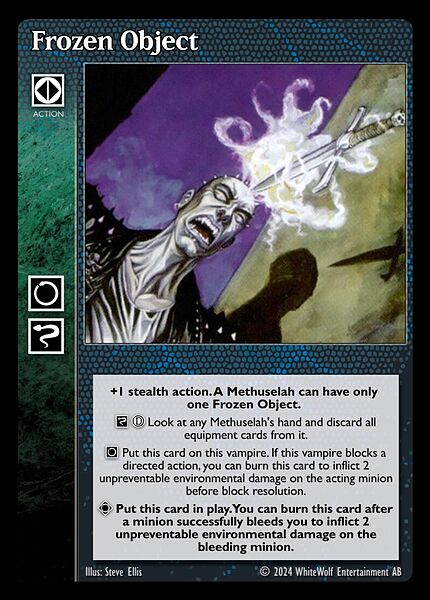 Frozen Object
ACTION
+1 stealth action. A Methuselah can have only
one Frozen Object.
Look at any Methuselah's hand and discard all
equipment cards from it.
Put this card on this vampire. If this vampire blocks a
directed action, you can burn this card to inflict 2
unpreventable environmental damage on the acting minion
before block resolution.
Put this card in play. You can burn this card after
a minion successfully bleeds you to inflict 2
unpreventable environmental damage on the
bleeding minion.
Illus: Steve Ellis
© 2024 WhiteWolf Entertainment AB